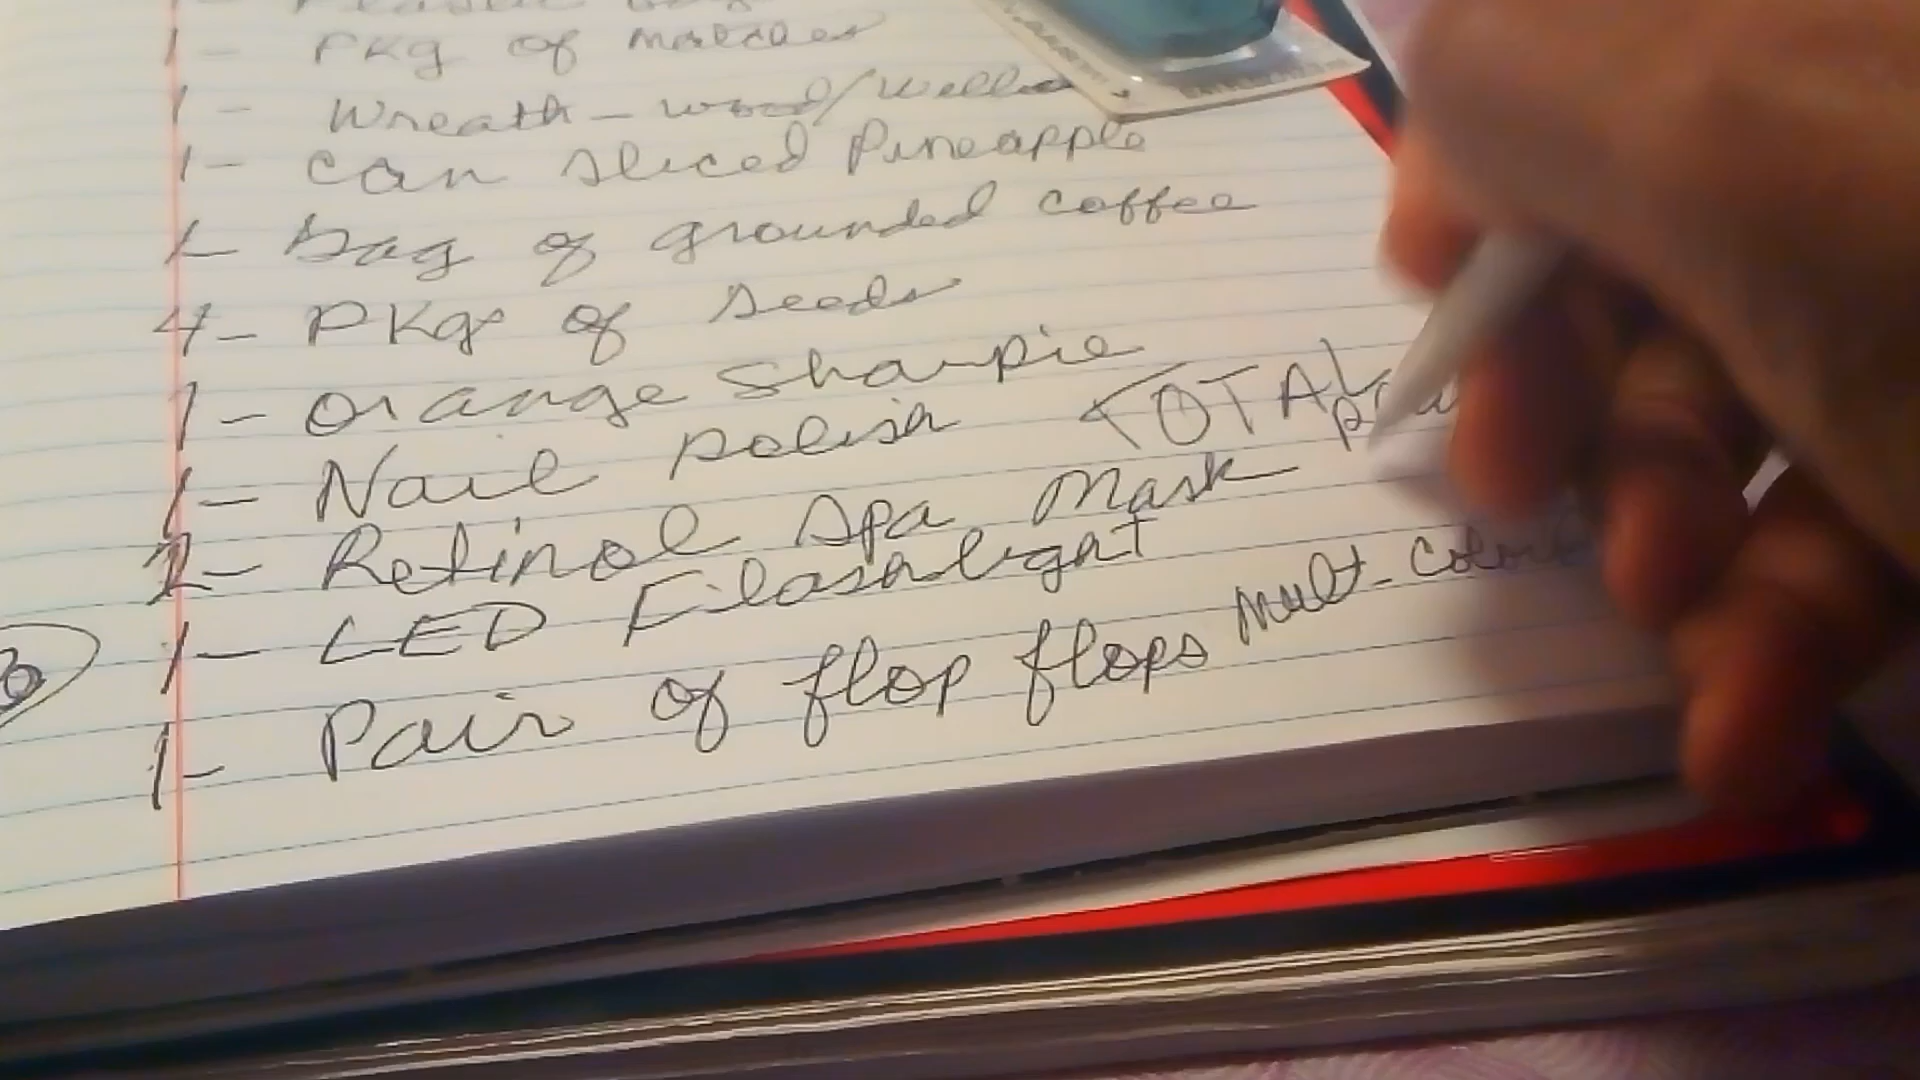 1- PKg of matches
1- Wreath - wood/
1- can sliced Pineapple
1- Bag of grounded coffee
4- PKgs of seeds
1- Orange Sharpie
1- Nail polish TOTAL
2- Retinol Spa Mask
1- LED Flashlight
1- Pair of flop flops Mult-color